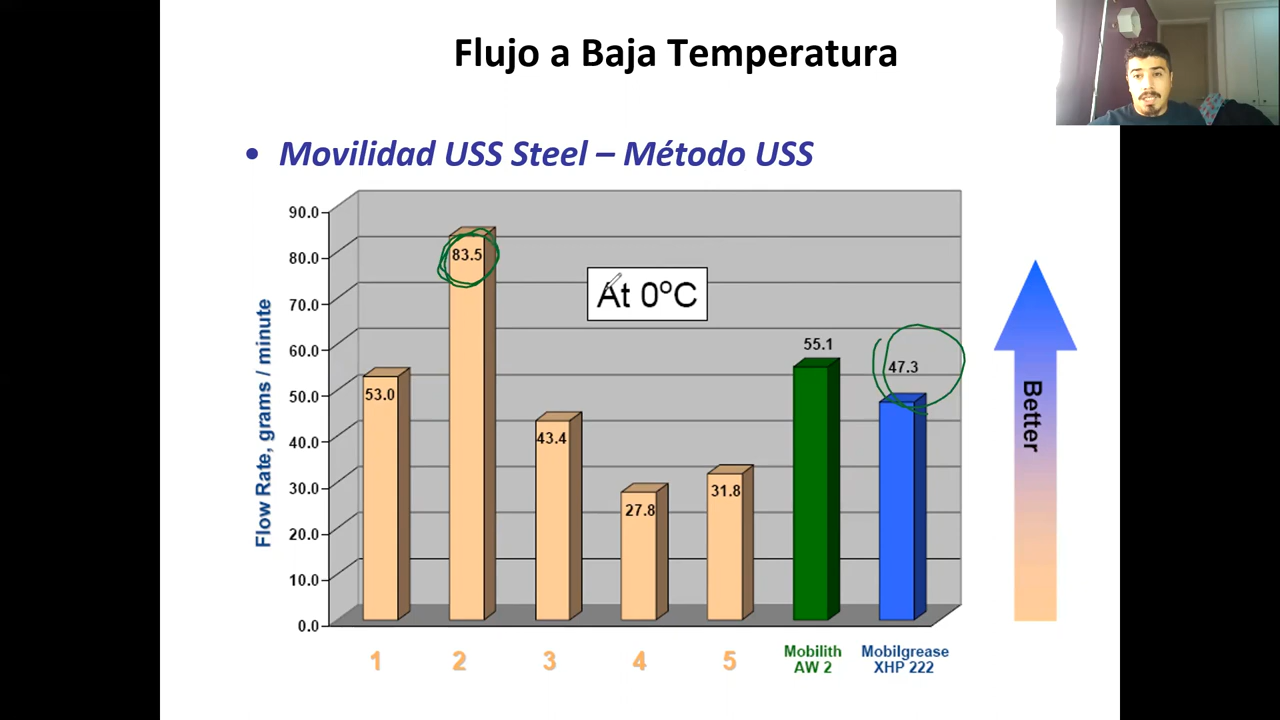 Flujo a Baja Temperatura
• Movilidad USS Steel – Método USS
90.0
80.0
70.0
60.0
50.0
40.0
30.0
20.0
10.0
0.0
Flow Rate, grams / minute
53.0
83.5
43.4
27.8
31.8
55.1
47.3
At 0°C
Better
1
2
3
4
5
Mobilith
AW 2
Mobilgrease
XHP 222